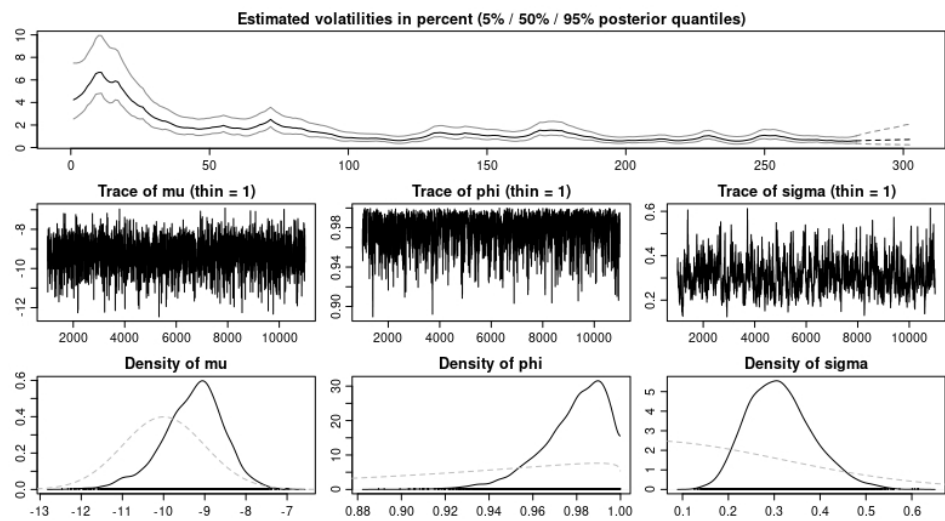 Estimated volatilities in percent (5% / 50% / 95% posterior quantiles)
0 2 4 6 8 10
0 50 100 150 200 250 300
Trace of mu (thin = 1) Trace of phi (thin = 1) Trace of sigma (thin = 1)
-12 -10 -8
0.90 0.94 0.98
0.2 0.4 0.6
2000 4000 6000 8000 10000 2000 4000 6000 8000 10000 2000 4000 6000 8000 10000
Density of mu Density of phi Density of sigma
0.0 0.2 0.4 0.6
0 10 20 30
0 1 2 3 4 5
-13 -12 -11 -10 -9 -8 -7 0.88 0.90 0.92 0.94 0.96 0.98 1.00 0.1 0.2 0.3 0.4 0.5 0.6